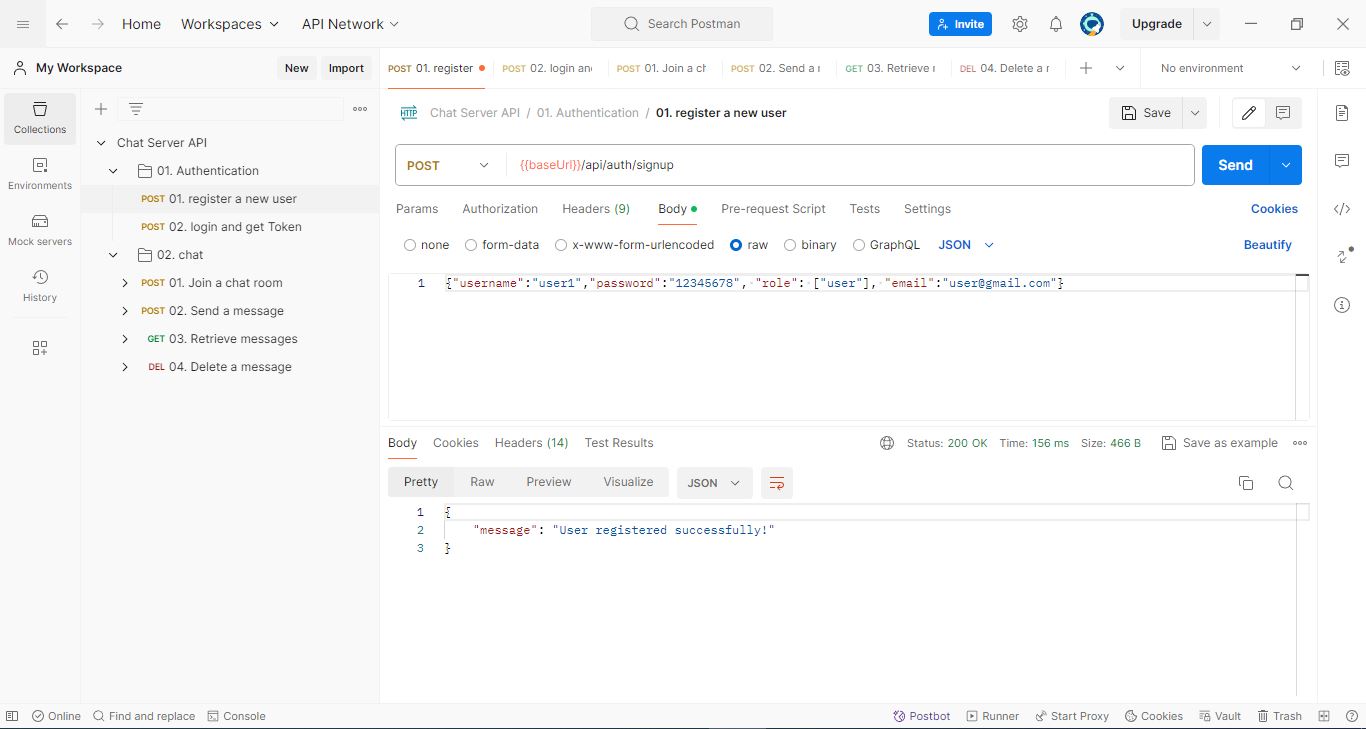 Home Workspaces API Network Search Postman Invite Upgrade
My Workspace New Import
POST 01. register POST 02. login an POST 01. Join a ch POST 02. Send a GET 03. Retrieve DEL 04. Delete a No environment
Collections
Environments
Mock servers
History
Chat Server API
01. Authentication
POST 01. register a new user
POST 02. login and get Token
02. chat
POST 01. Join a chat room
POST 02. Send a message
GET 03. Retrieve messages
DEL 04. Delete a message
HTTP Chat Server API / 01. Authentication / 01. register a new user Save
POST {{baseUrl}}/api/auth/signup Send
Params Authorization Headers (9) Body Pre-request Script Tests Settings Cookies
none form-data x-www-form-urlencoded raw binary GraphQL JSON Beautify
1 {"username":"user1","password":"12345678", "role": ["user"], "email":"user@gmail.com"}
Body Cookies Headers (14) Test Results Status: 200 OK Time: 156 ms Size: 466 B Save as example
Pretty Raw Preview Visualize JSON
1 {
2 "message": "User registered successfully!"
3 }
Online Find and replace Console Postbot Runner Start Proxy Cookies Vault Trash